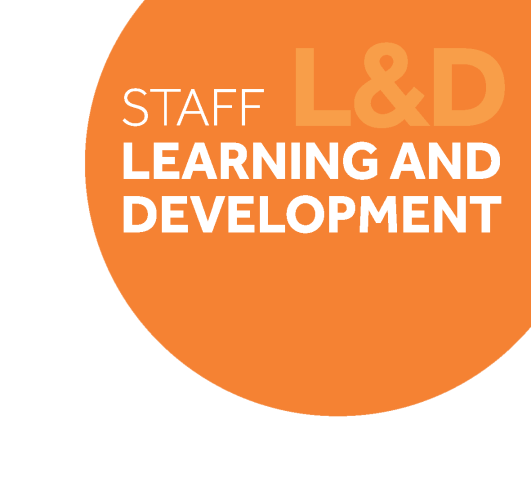 STAFF L&D
LEARNING AND
DEVELOPMENT